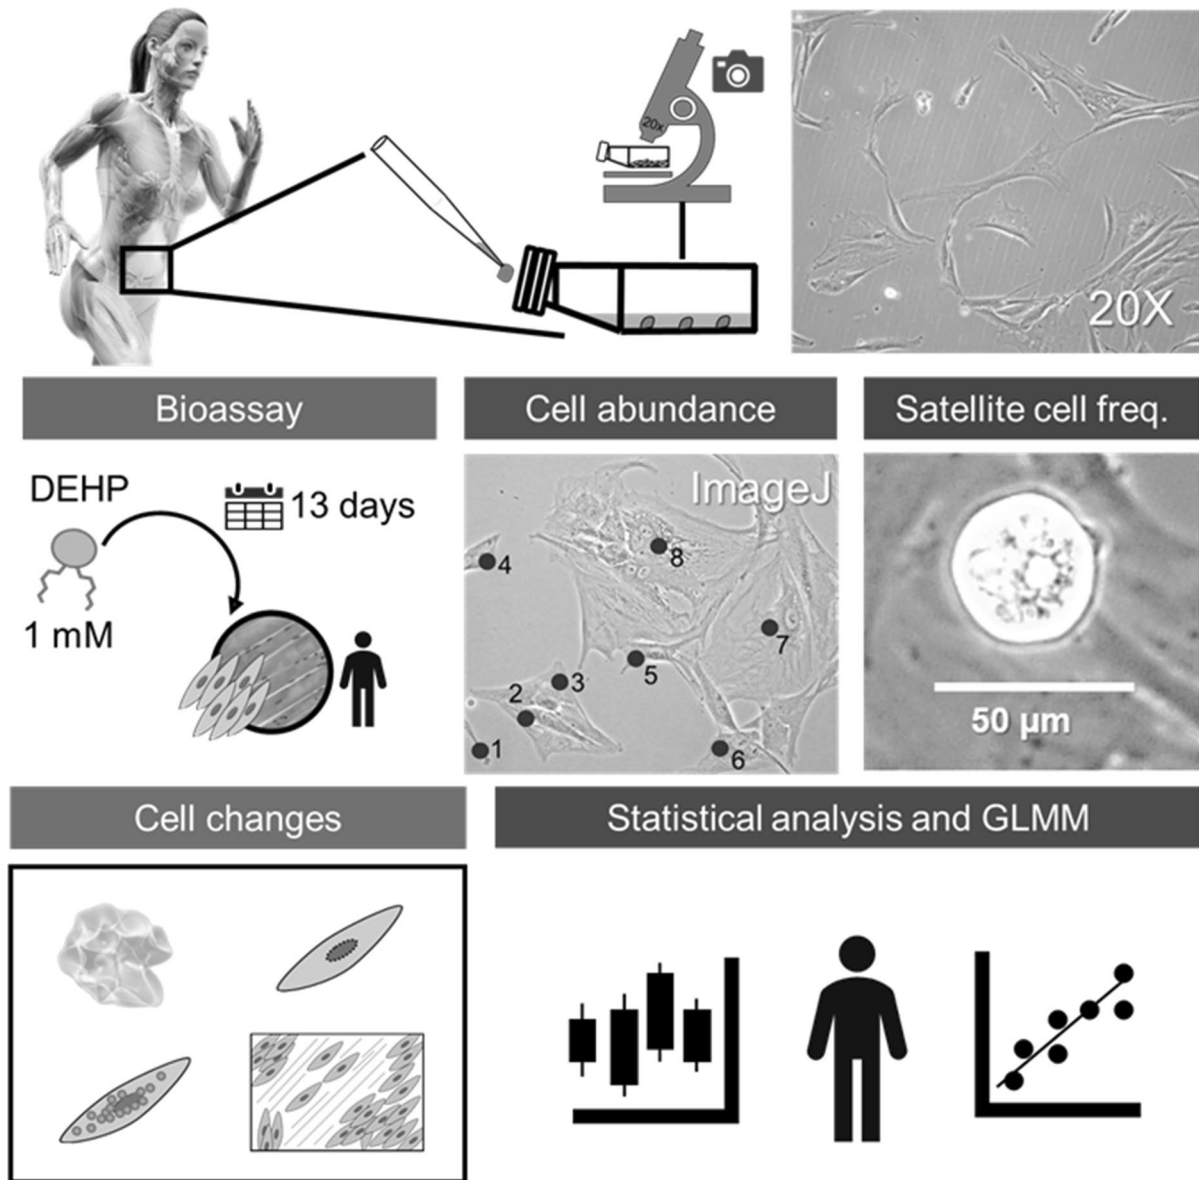 20x
20X
Bioassay
Cell abundance
Satellite cell freq.
DEHP
13 days
1 mM
ImageJ
8
4
7
5
3
2
1
6
50 µm
Cell changes
Statistical analysis and GLMM